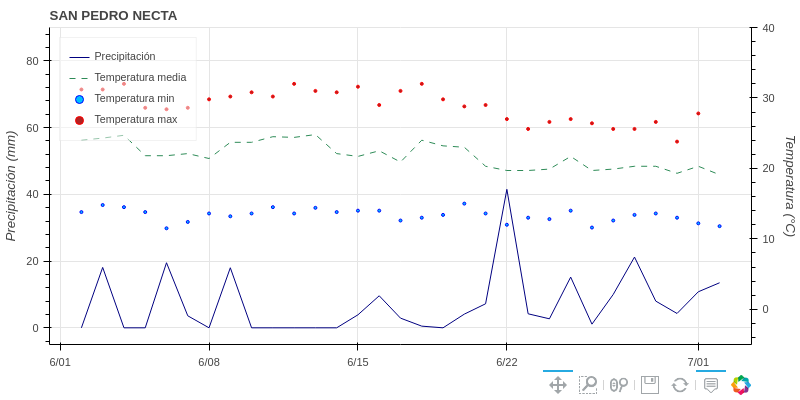 SAN PEDRO NECTA
Precipitación
Temperatura media
Temperatura min
Temperatura max
Precipitación (mm)
80
60
40
20
0
Temperatura (°C)
40
30
20
10
0
6/01
6/08
6/15
6/22
7/01